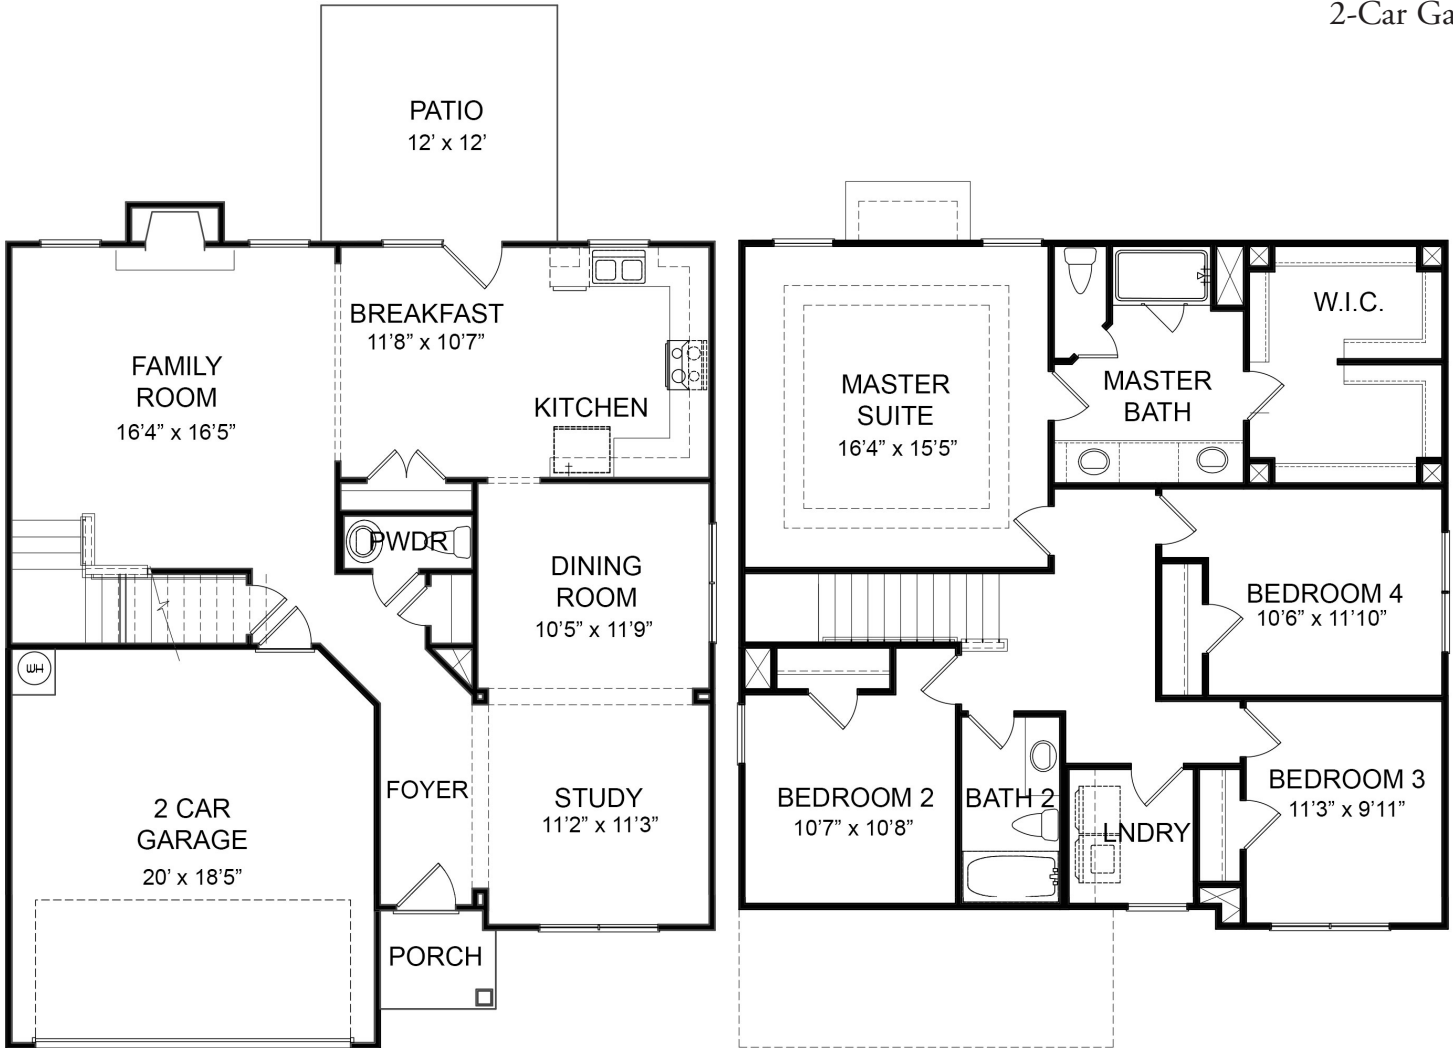 2-Car Ga
PATIO
12’ x 12’
BREAKFAST
11’8” x 10’7”
FAMILY
ROOM
16’4” x 16’5”
KITCHEN
PWDR
DINING
ROOM
10’5” x 11’9”
WH
FOYER
STUDY
11’2” x 11’3”
2 CAR
GARAGE
20’ x 18’5”
PORCH
W.I.C.
MASTER
SUITE
16’4” x 15’5”
MASTER
BATH
BEDROOM 4
10’6” x 11’10”
BEDROOM 2
10’7” x 10’8”
BATH 2
LNDRY
BEDROOM 3
11’3” x 9’11”